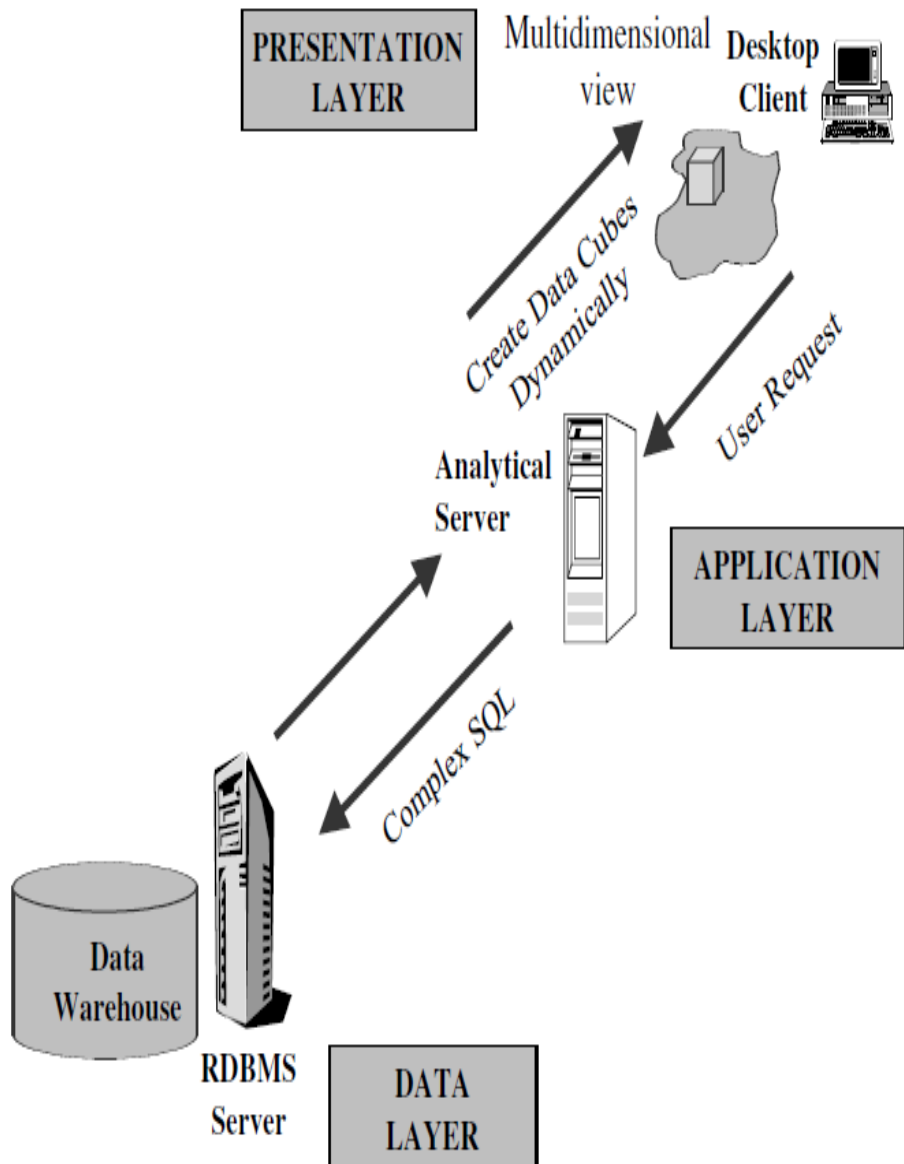 PRESENTATION
LAYER
Multidimensional
view
Desktop
Client
Create Data Cubes
Dynamically
User Request
Analytical
Server
APPLICATION
LAYER
Complex SQL
Data
Warehouse
RDBMS
Server
DATA
LAYER